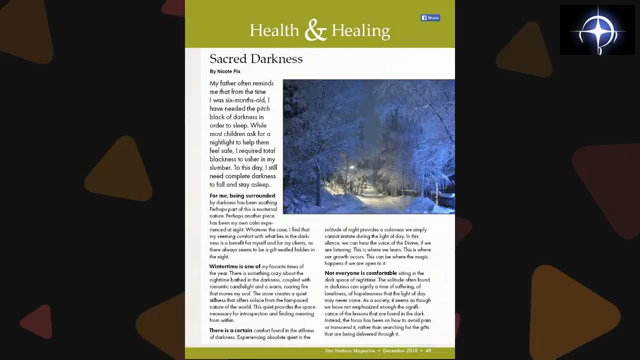 Share
Health & Healing
Sacred Darkness
By Nicole Fix
My father often reminds
me that from the time
I was six-months-old, I
have needed the pitch
black of darkness in
order to sleep. While
most children ask for
a nightlight to help them
feel safe, I required total
blackness to usher in my
slumber. To this day, I still
need complete darkness
to fall and stay asleep.
For me, being surrounded
by darkness has been soothing.
Perhaps part of this is nocturnal
nature. Perhaps another piece
has been my own calm expe-
rienced at night. Whatever the case, I find that
my seeming comfort with what lies in the dark-
ness is a benefit for myself and for my clients, as
there always seems to be a gift nestled hidden in
the night.
Wintertime is one of my favorite times of
the year. There is something cozy about the
nighttime bathed in the darkness, coupled with
romantic candlelight and a warm, roaring fire
that moves my soul. The snow creates a quiet
stillness that offers solace from the fast-paced
nature of the world. This quiet provides the space
necessary for introspection and finding meaning
from within.
There is a certain comfort found in the stillness
of darkness. Experiencing absolute quiet in the
solitude of night provides a calmness we simply
cannot imitate during the light of day. In this
silence, we can hear the voice of the Divine, if we
are listening. This is where we learn. This is where
our growth occurs. This can be where the magic
happens if we are open to it.
Not everyone is comfortable sitting in the
dark space of nighttime. The solitude often found
in darkness can signify a time of suffering, of
loneliness, of hopelessness that the light of day
may never come. As a society, it seems as though
we have not emphasized enough the signifi-
cance of the lessons that are found in the dark.
Instead, the focus has been on how to avoid pain
or transcend it, rather than searching for the gifts
that are being delivered through it.
Magazine • December 2018 • 49